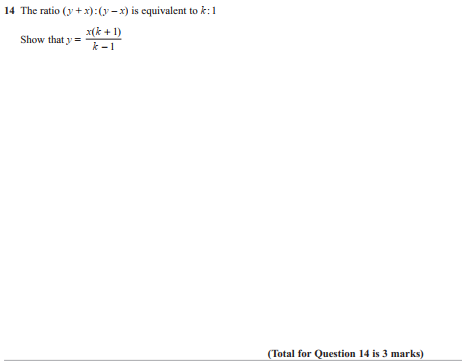 14 The ratio (y + x):(y – x) is equivalent to k:1
Show that y = x(k + 1)
k – 1
(Total for Question 14 is 3 marks)